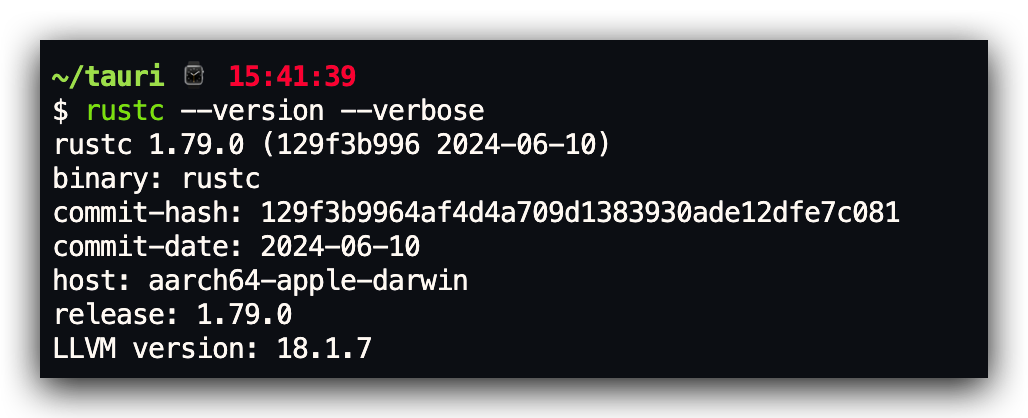 ~/tauri ⌚ 15:41:39
$ rustc --version --verbose
rustc 1.79.0 (129f3b996 2024-06-10)
binary: rustc
commit-hash: 129f3b9964af4d4a709d1383930ade12dfe7c081
commit-date: 2024-06-10
host: aarch64-apple-darwin
release: 1.79.0
LLVM version: 18.1.7